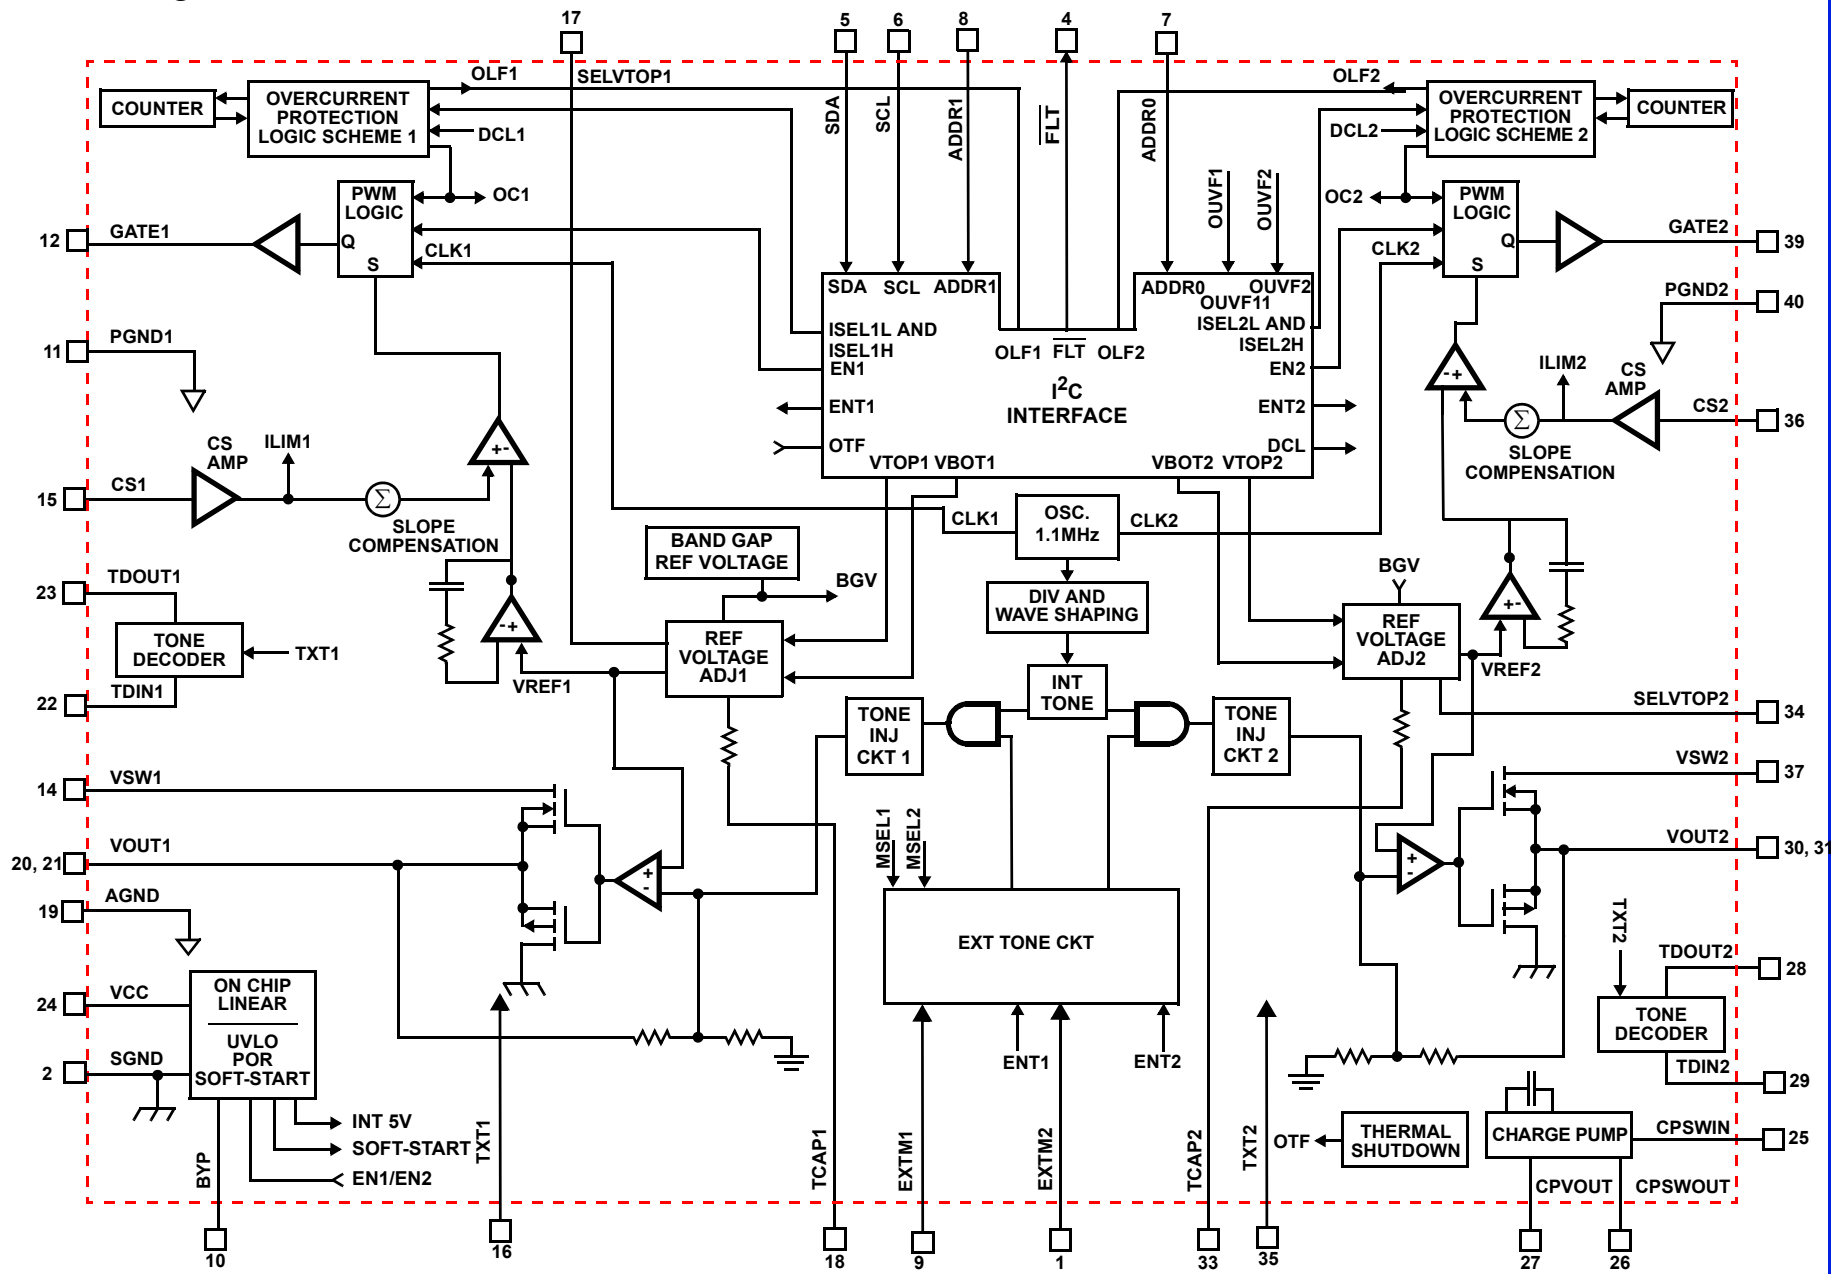 17
5
6
8
4
7
OLF1
SELVTOP1
OLF2
COUNTER
OVERCURRENT
PROTECTION
LOGIC SCHEME 1
DCL1
SDA
SCL
ADDR1
FLT
ADDR0
DCL2
OVERCURRENT
PROTECTION
LOGIC SCHEME 2
COUNTER
OUVF1
OUVF2
PWM
LOGIC
Q
S
OC1
CLK1
OC2
CLK2
PWM
LOGIC
Q
S
12
GATE1
GATE2
39
SDA
SCL
ADDR1
ADDR0
OUVF2
OUVF11
ISEL1L AND
ISEL1H
EN1
ISEL2L AND
ISEL2H
EN2
OLF1
FLT
OLF2
I2C
INTERFACE
ENT1
OTF
ENT2
DCL
VTOP1
VBOT1
VBOT2
VTOP2
PGND2
40
11
PGND1
CS
AMP
ILIM1
ILIM2
CS
AMP
CS2
36
15
CS1
Σ
SLOPE
COMPENSATION
+-
-+
Σ
SLOPE
COMPENSATION
CLK1
OSC.
1.1MHz
CLK2
BAND GAP
REF VOLTAGE
BGV
BGV
DIV AND
WAVE SHAPING
23
TDOUT1
TONE
DECODER
TXT1
22
TDIN1
-+
VREF1
REF
VOLTAGE
ADJ1
REF
VOLTAGE
ADJ2
+-
VREF2
INT
TONE
TONE
INJ
CKT 1
TONE
INJ
CKT 2
SELVTOP2
34
14
VSW1
VSW2
37
20, 21
VOUT1
+
-
+
-
VOUT2
30, 31
MSEL1
MSEL2
EXT TONE CKT
19
AGND
TXT2
TDOUT2
28
24
VCC
ON CHIP
LINEAR
UVLO
POR
SOFT-START
TONE
DECODER
2
SGND
ENT1
ENT2
TDIN2
29
INT 5V
SOFT-START
EN1/EN2
BYP
TXT1
TCAP1
EXTM1
EXTM2
TCAP2
TXT2
OTF
THERMAL
SHUTDOWN
CHARGE PUMP
CPSWIN
25
CPVOUT
CPSWOUT
10
16
18
9
1
33
35
27
26